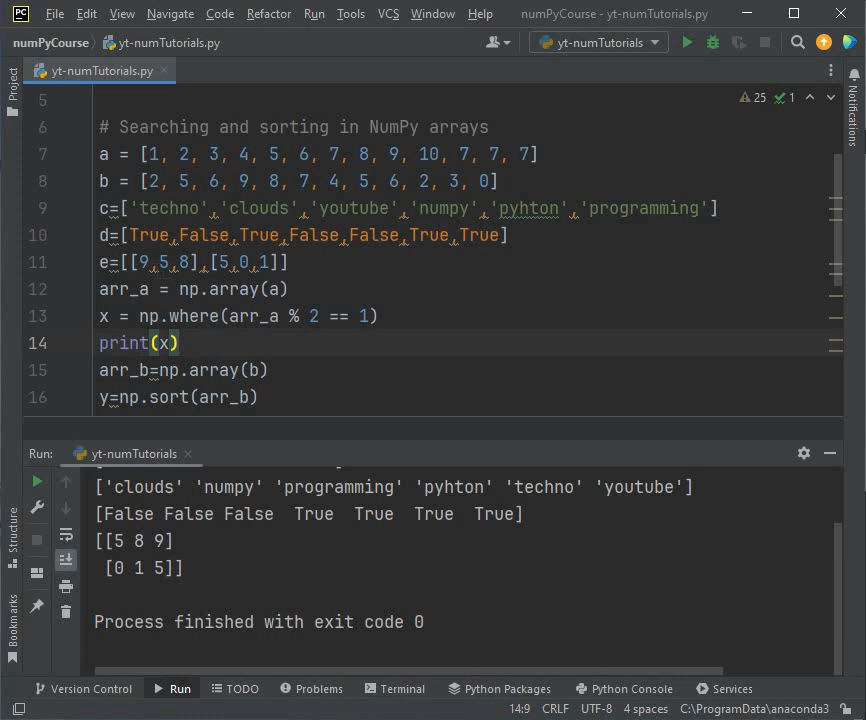 PC File Edit View Navigate Code Refactor Run Tools VCS Window Help numPyCourse - yt-numTutorials.py
numPyCourse yt-numTutorials.py yt-numTutorials
Project yt-numTutorials.py
Notifications
25 1
5
6 # Searching and sorting in NumPy arrays
7 a = [1, 2, 3, 4, 5, 6, 7, 8, 9, 10, 7, 7, 7]
8 b = [2, 5, 6, 9, 8, 7, 4, 5, 6, 2, 3, 0]
9 c=['techno','clouds','youtube','numpy','pyhton','programming']
10 d=[True,False,True,False,False,True,True]
11 e=[[9,5,8],[5,0,1]]
12 arr_a = np.array(a)
13 x = np.where(arr_a % 2 == 1)
14 print(x)
15 arr_b=np.array(b)
16 y=np.sort(arr_b)
Run: yt-numTutorials
['clouds' 'numpy' 'programming' 'pyhton' 'techno' 'youtube']
[False False False  True  True  True  True]
[[5 8 9]
 [0 1 5]]
Process finished with exit code 0
Structure
Bookmarks
Version Control Run TODO Problems Terminal Python Packages Python Console Services
14:9 CRLF UTF-8 4 spaces C:\ProgramData\anaconda3